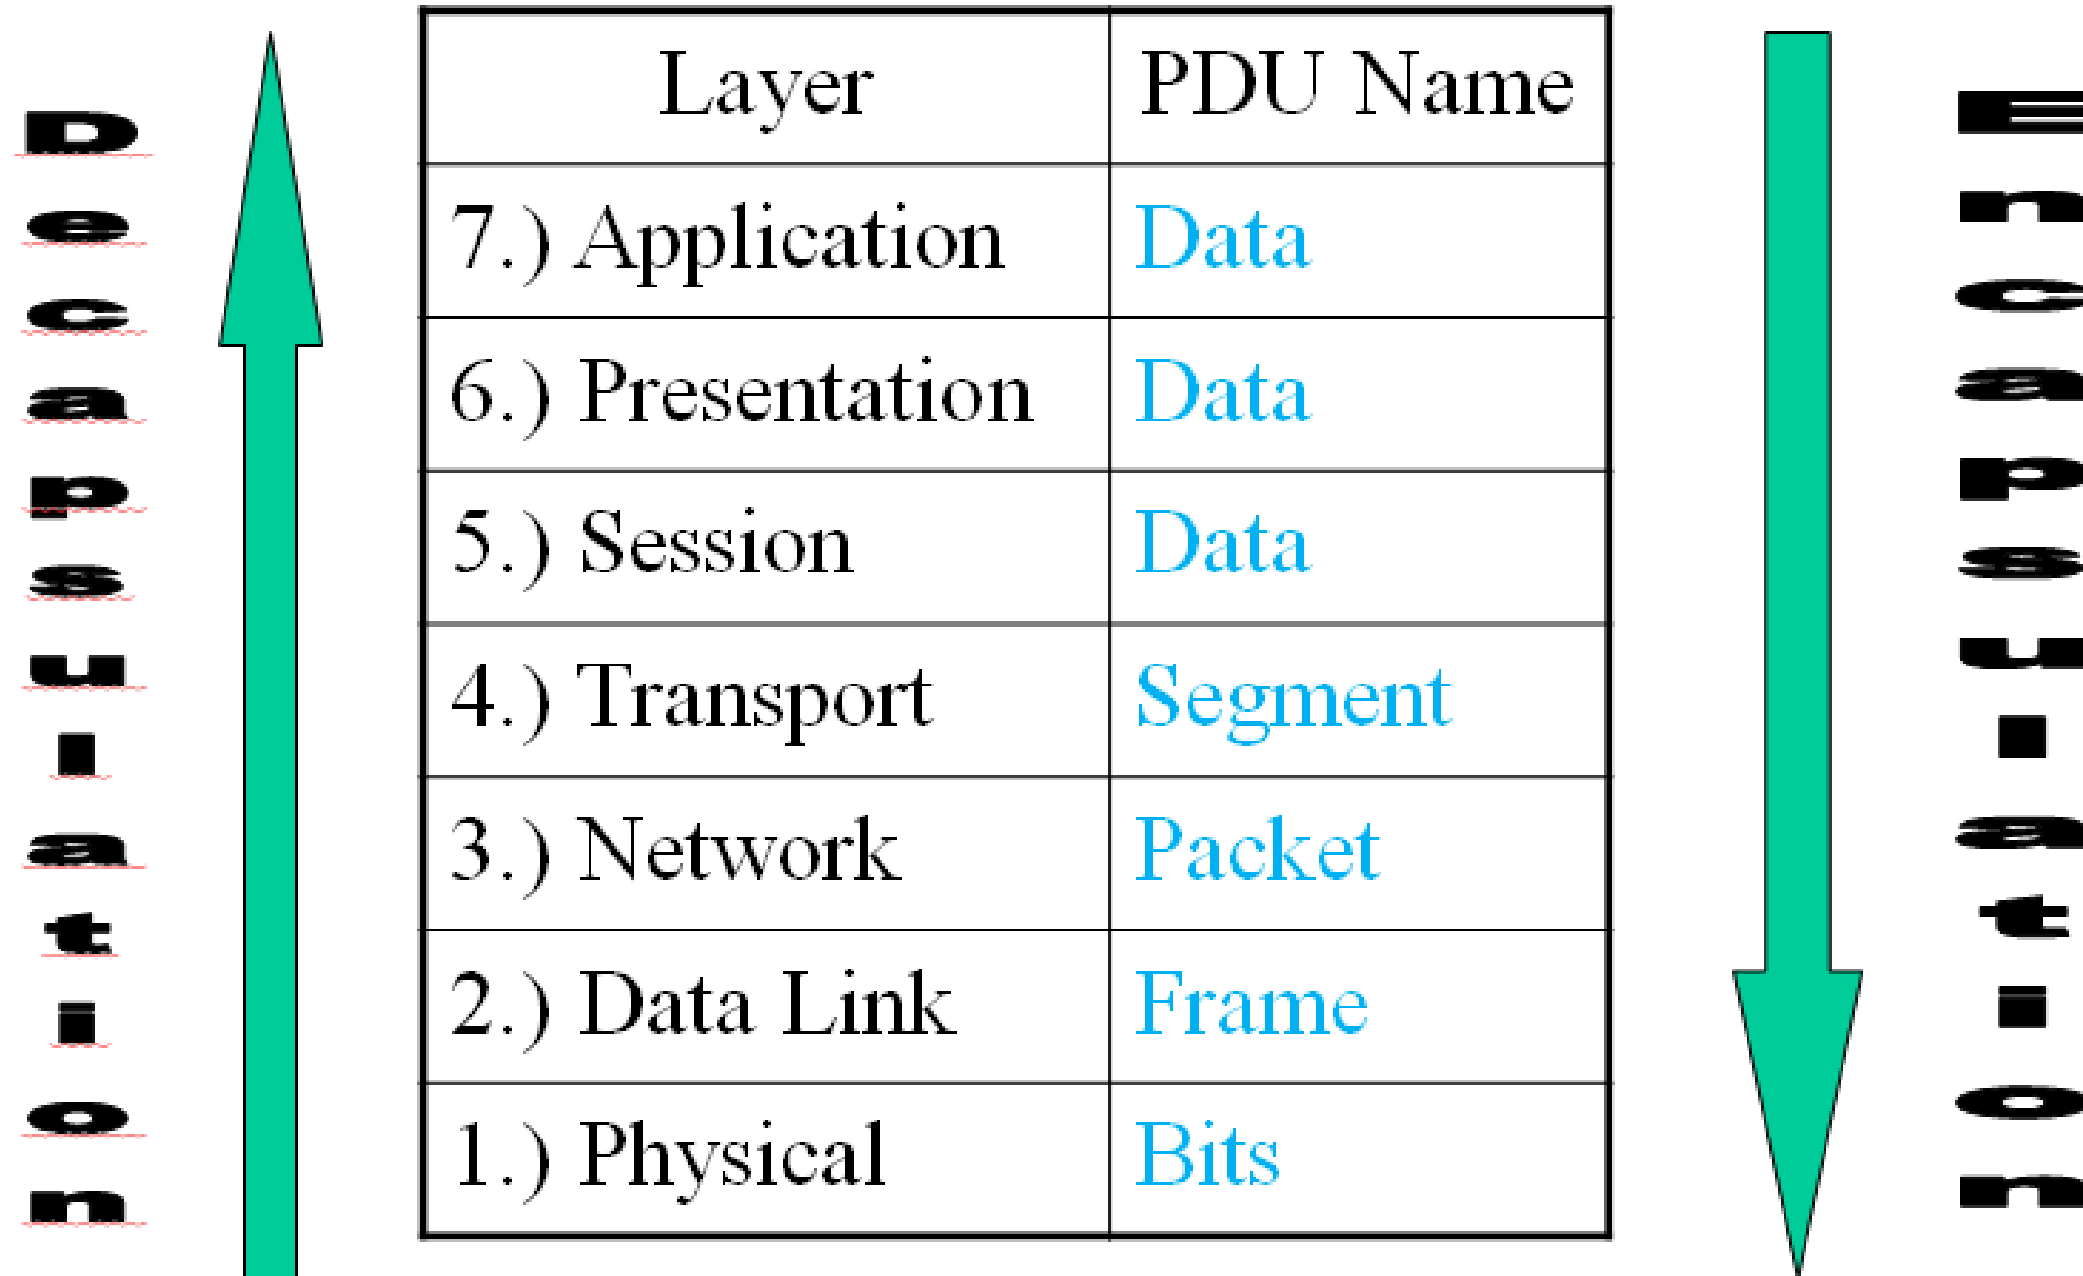 Decapsulation
Layer PDU Name
7.) Application Data
6.) Presentation Data
5.) Session Data
4.) Transport Segment
3.) Network Packet
2.) Data Link Frame
1.) Physical Bits
Encapsulation